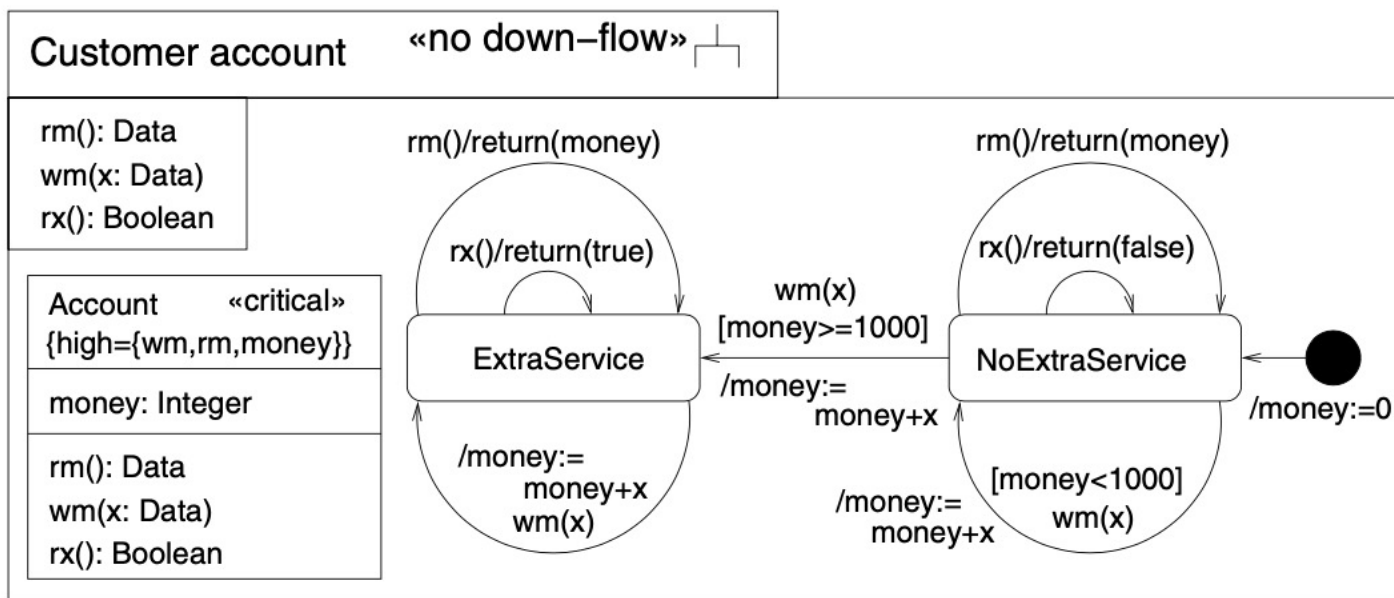 Customer account «no down–flow»
rm(): Data
wm(x: Data)
rx(): Boolean
Account «critical»
{high={wm,rm,money}}
money: Integer
rm(): Data
wm(x: Data)
rx(): Boolean
rm()/return(money)
rx()/return(true)
ExtraService
/money:=
money+x
wm(x)
wm(x)
[money>=1000]
/money:=
money+x
rm()/return(money)
rx()/return(false)
NoExtraService
[money<1000]
wm(x)
/money:=
money+x
/money:=0